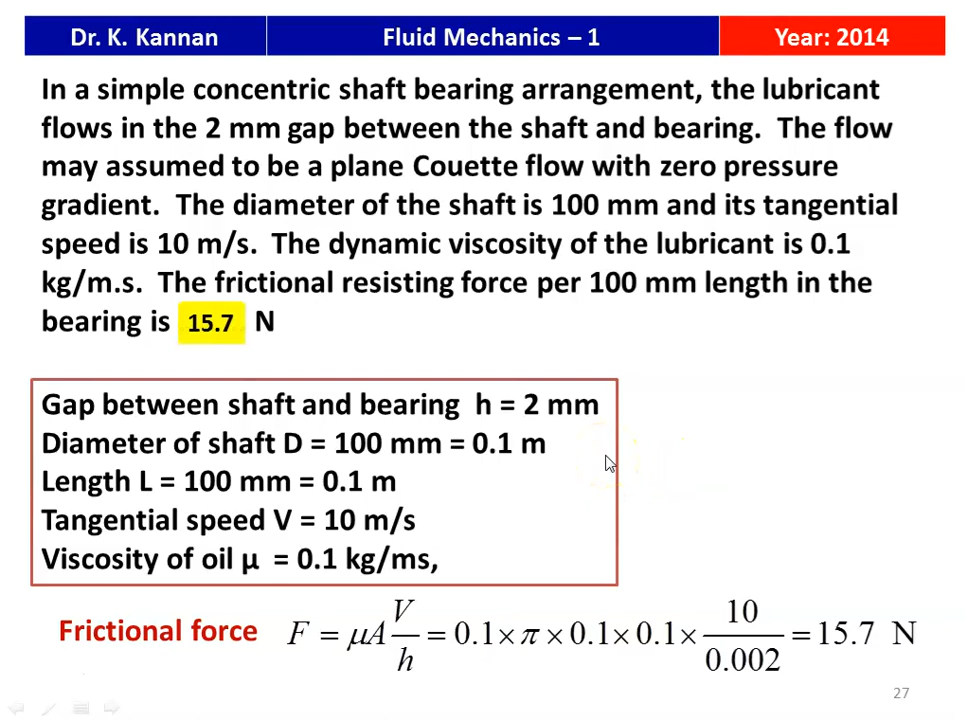 Dr. K. Kannan Fluid Mechanics – 1 Year: 2014
In a simple concentric shaft bearing arrangement, the lubricant
flows in the 2 mm gap between the shaft and bearing. The flow
may assumed to be a plane Couette flow with zero pressure
gradient. The diameter of the shaft is 100 mm and its tangential
speed is 10 m/s. The dynamic viscosity of the lubricant is 0.1
kg/m.s. The frictional resisting force per 100 mm length in the
bearing is 15.7 N
Gap between shaft and bearing h = 2 mm
Diameter of shaft D = 100 mm = 0.1 m
Length L = 100 mm = 0.1 m
Tangential speed V = 10 m/s
Viscosity of oil μ = 0.1 kg/ms,
Frictional force F = μA V/h = 0.1 × π × 0.1 × 0.1 × 10/0.002 = 15.7 N
27